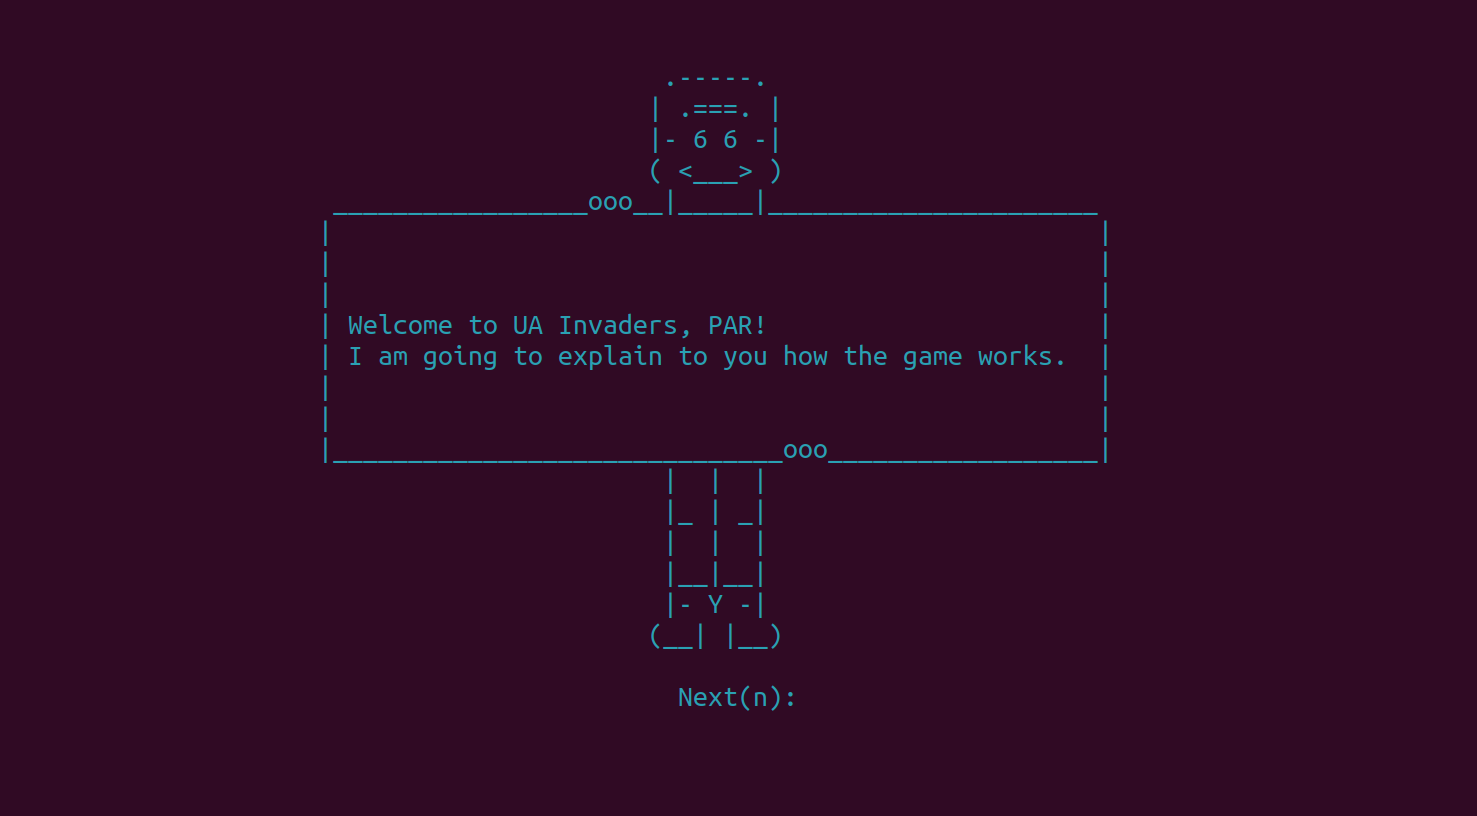 Welcome to UA Invaders, PAR!
I am going to explain to you how the game works.
Next(n):